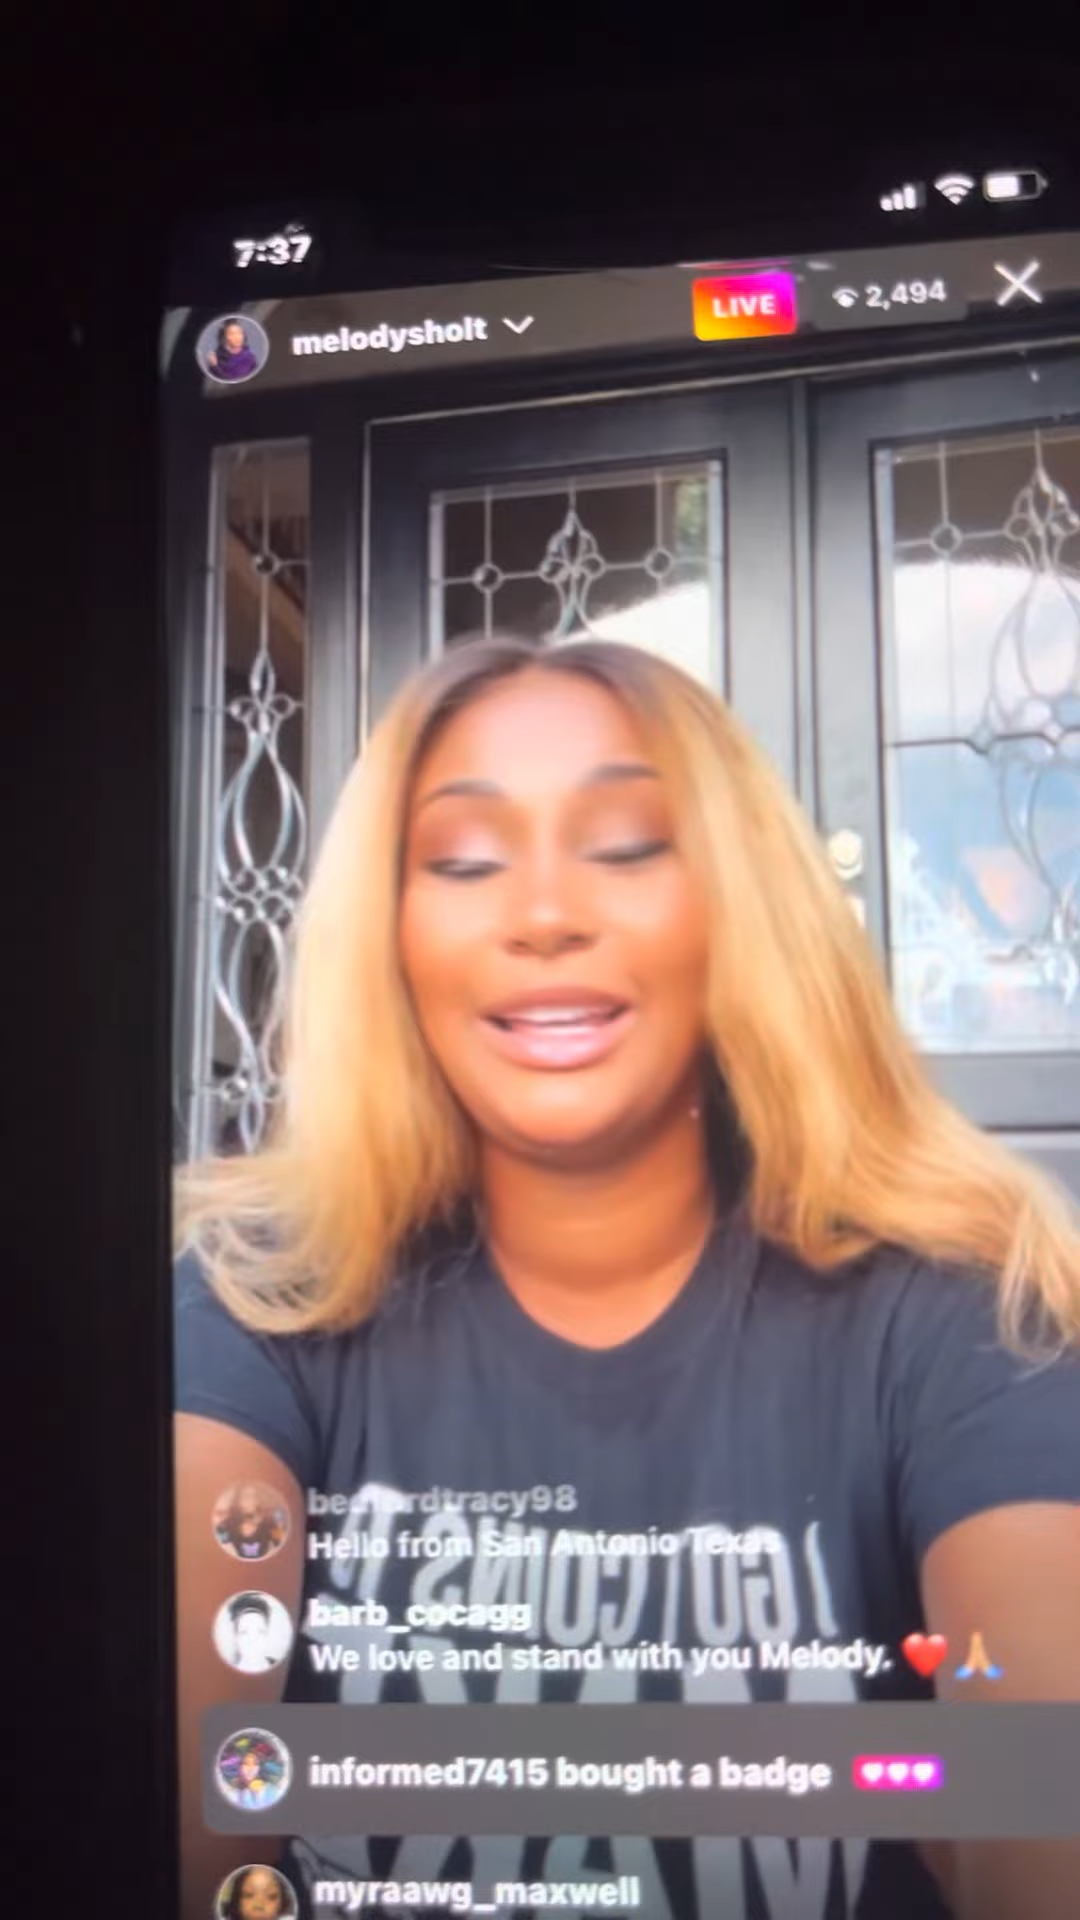 7:37
melodysholt
LIVE
2,494
Hello from San Antonio Texas
barb_cocagg
We love and stand with you Melody. ❤️🙏🏽
informed7415 bought a badge
myraawg_maxwell